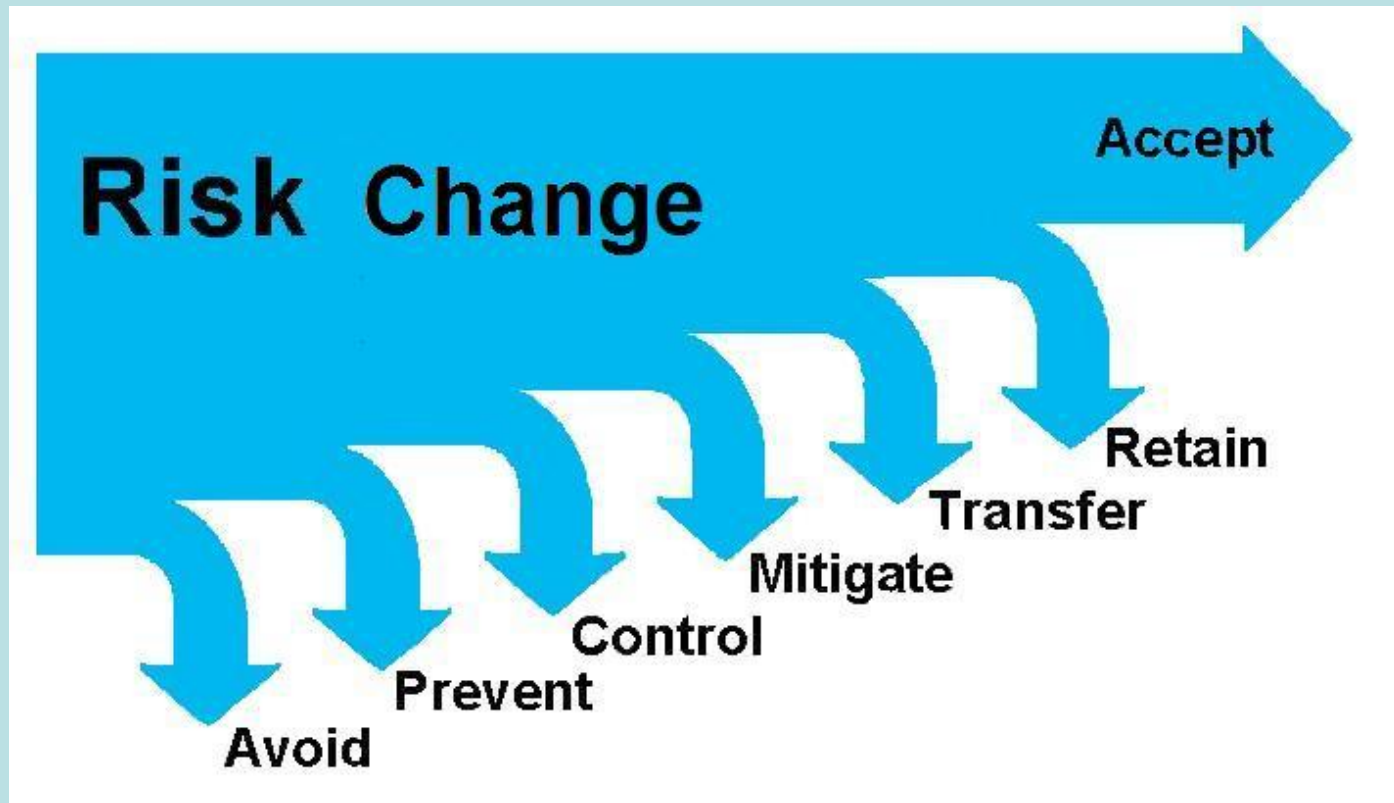 Accept
Risk Change
Retain
Transfer
Mitigate
Control
Prevent
Avoid